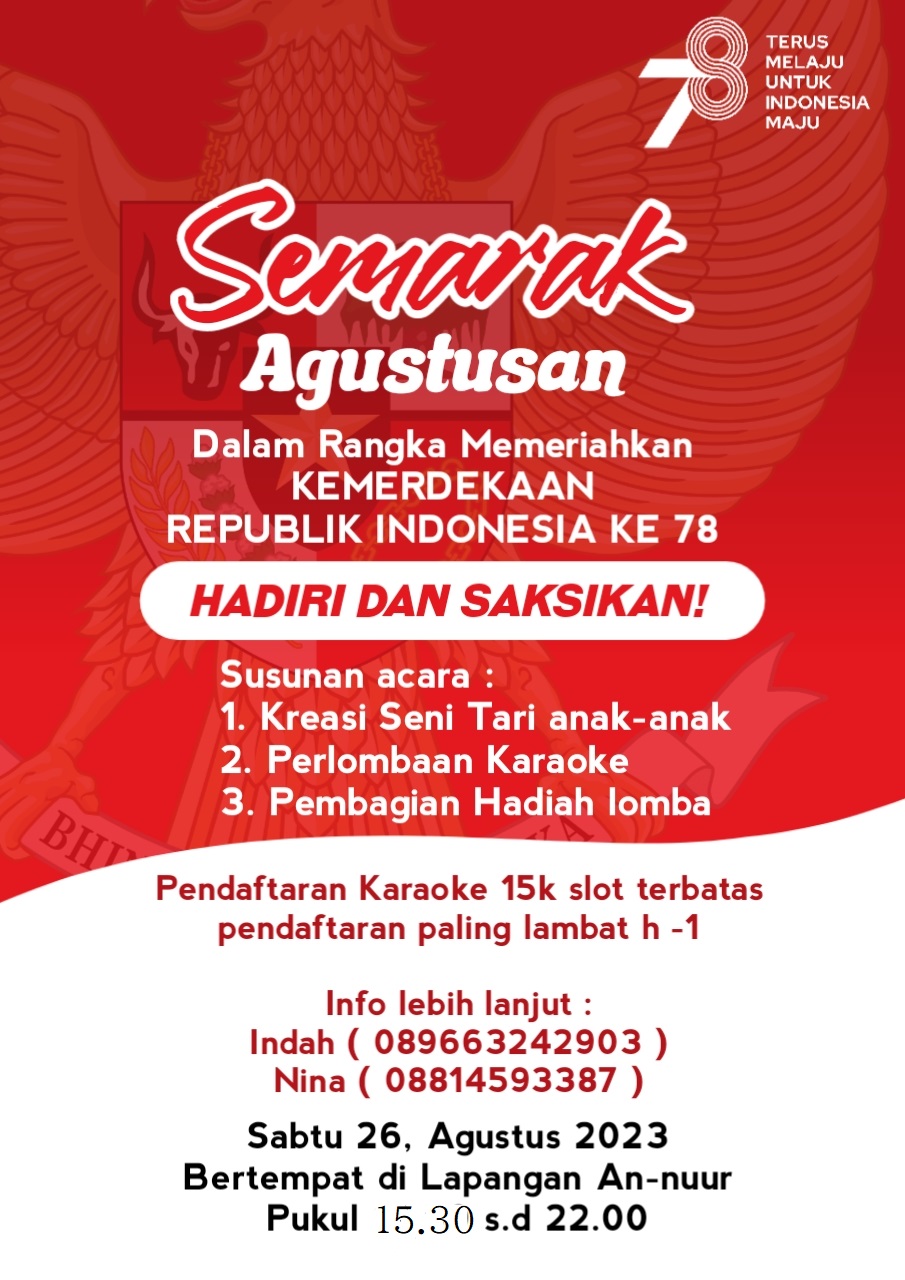 78
TERUS
MELAJU
UNTUK
INDONESIA
MAJU
Semarak
Agustusan
Dalam Rangka Memeriahkan
KEMERDEKAAN
REPUBLIK INDONESIA KE 78
HADIRI DAN SAKSIKAN!
Susunan acara :
1. Kreasi Seni Tari anak-anak
2. Perlombaan Karaoke
3. Pembagian Hadiah lomba
Pendaftaran Karaoke 15k slot terbatas
pendaftaran paling lambat h -1
Info lebih lanjut :
Indah ( 089663242903 )
Nina ( 08814593387 )
Sabtu 26, Agustus 2023
Bertempat di Lapangan An-nuur
Pukul 15.30 s.d 22.00